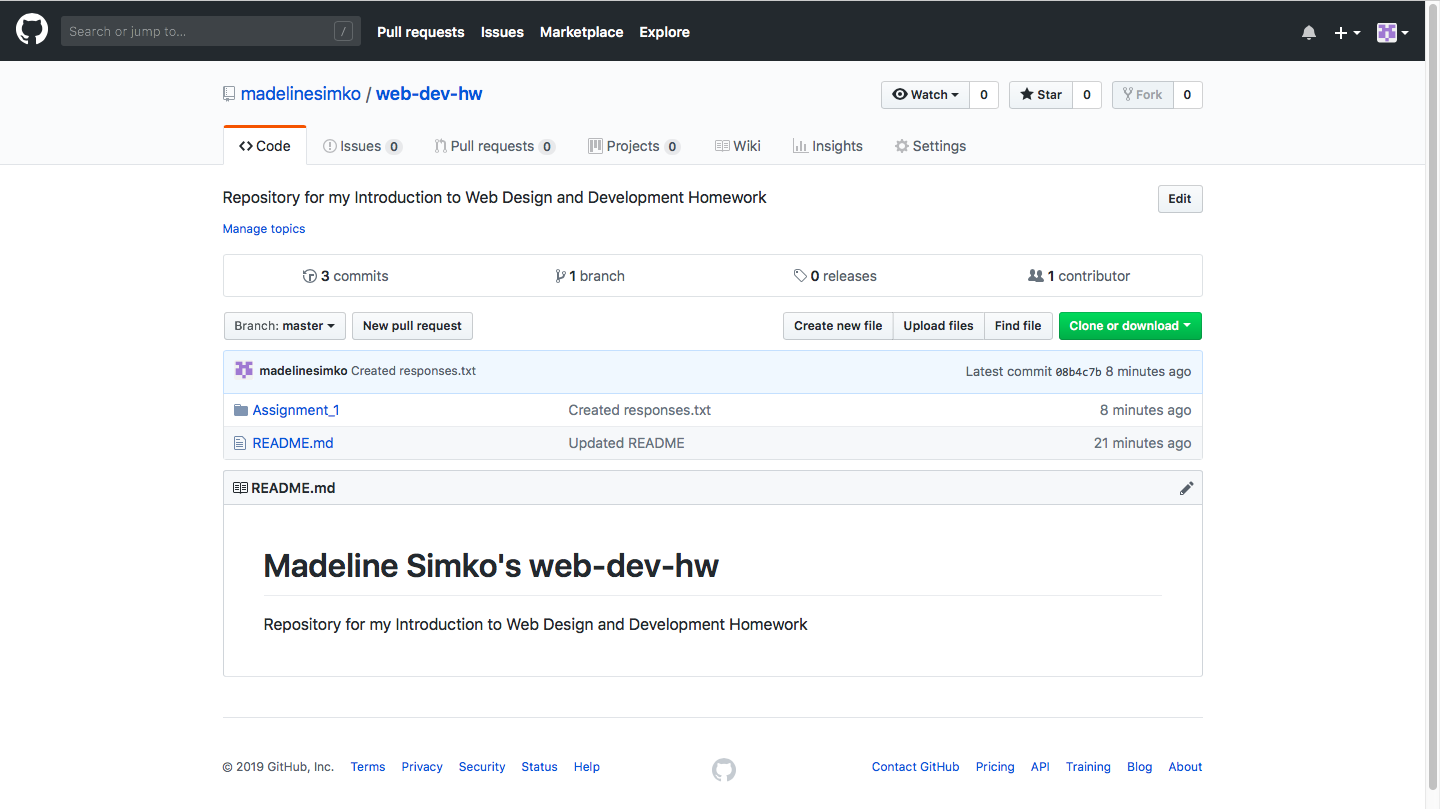 Search or jump to... /
Pull requests Issues Marketplace Explore
madelinesimko / web-dev-hw
Watch 0 Star 0 Fork 0
Code Issues 0 Pull requests 0 Projects 0 Wiki Insights Settings
Repository for my Introduction to Web Design and Development Homework
Edit
Manage topics
3 commits 1 branch 0 releases 1 contributor
Branch: master New pull request Create new file Upload files Find file Clone or download
madelinesimko Created responses.txt Latest commit 08b4c7b 8 minutes ago
Assignment_1 Created responses.txt 8 minutes ago
README.md Updated README 21 minutes ago
README.md
Madeline Simko's web-dev-hw
Repository for my Introduction to Web Design and Development Homework
© 2019 GitHub, Inc. Terms Privacy Security Status Help Contact GitHub Pricing API Training Blog About